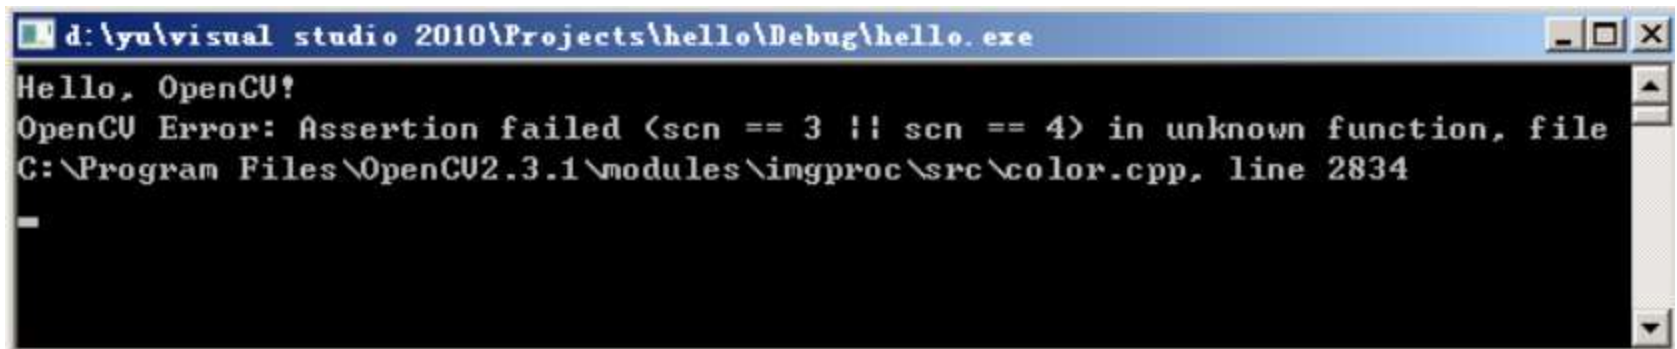 d:\yu\visual studio 2010\Projects\hello\Debug\hello.exe
Hello, OpenCV!
OpenCV Error: Assertion failed (scn == 3 || scn == 4) in unknown function, file
C:\Program Files\OpenCV2.3.1\modules\imgproc\src\color.cpp, line 2834